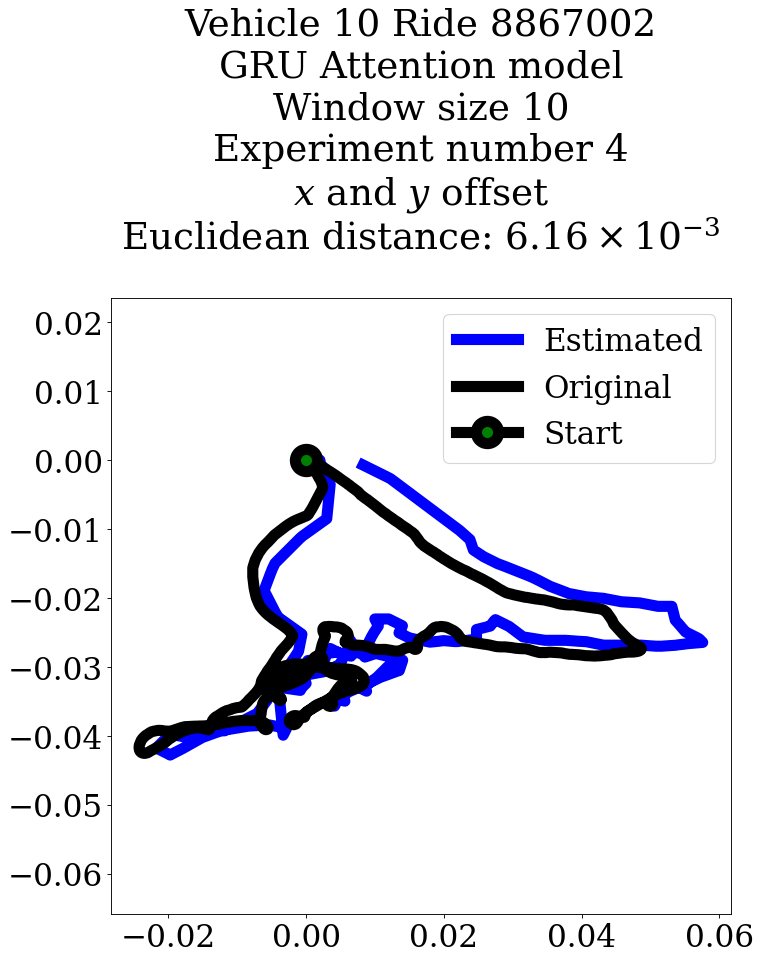 Vehicle 10 Ride 8867002
GRU Attention model
Window size 10
Experiment number 4
x and y offset
Euclidean distance: 6.16 × 10⁻³
Estimated
Original
Start
0.02
0.01
0.00
−0.01
−0.02
−0.03
−0.04
−0.05
−0.06
−0.02 0.00 0.02 0.04 0.06